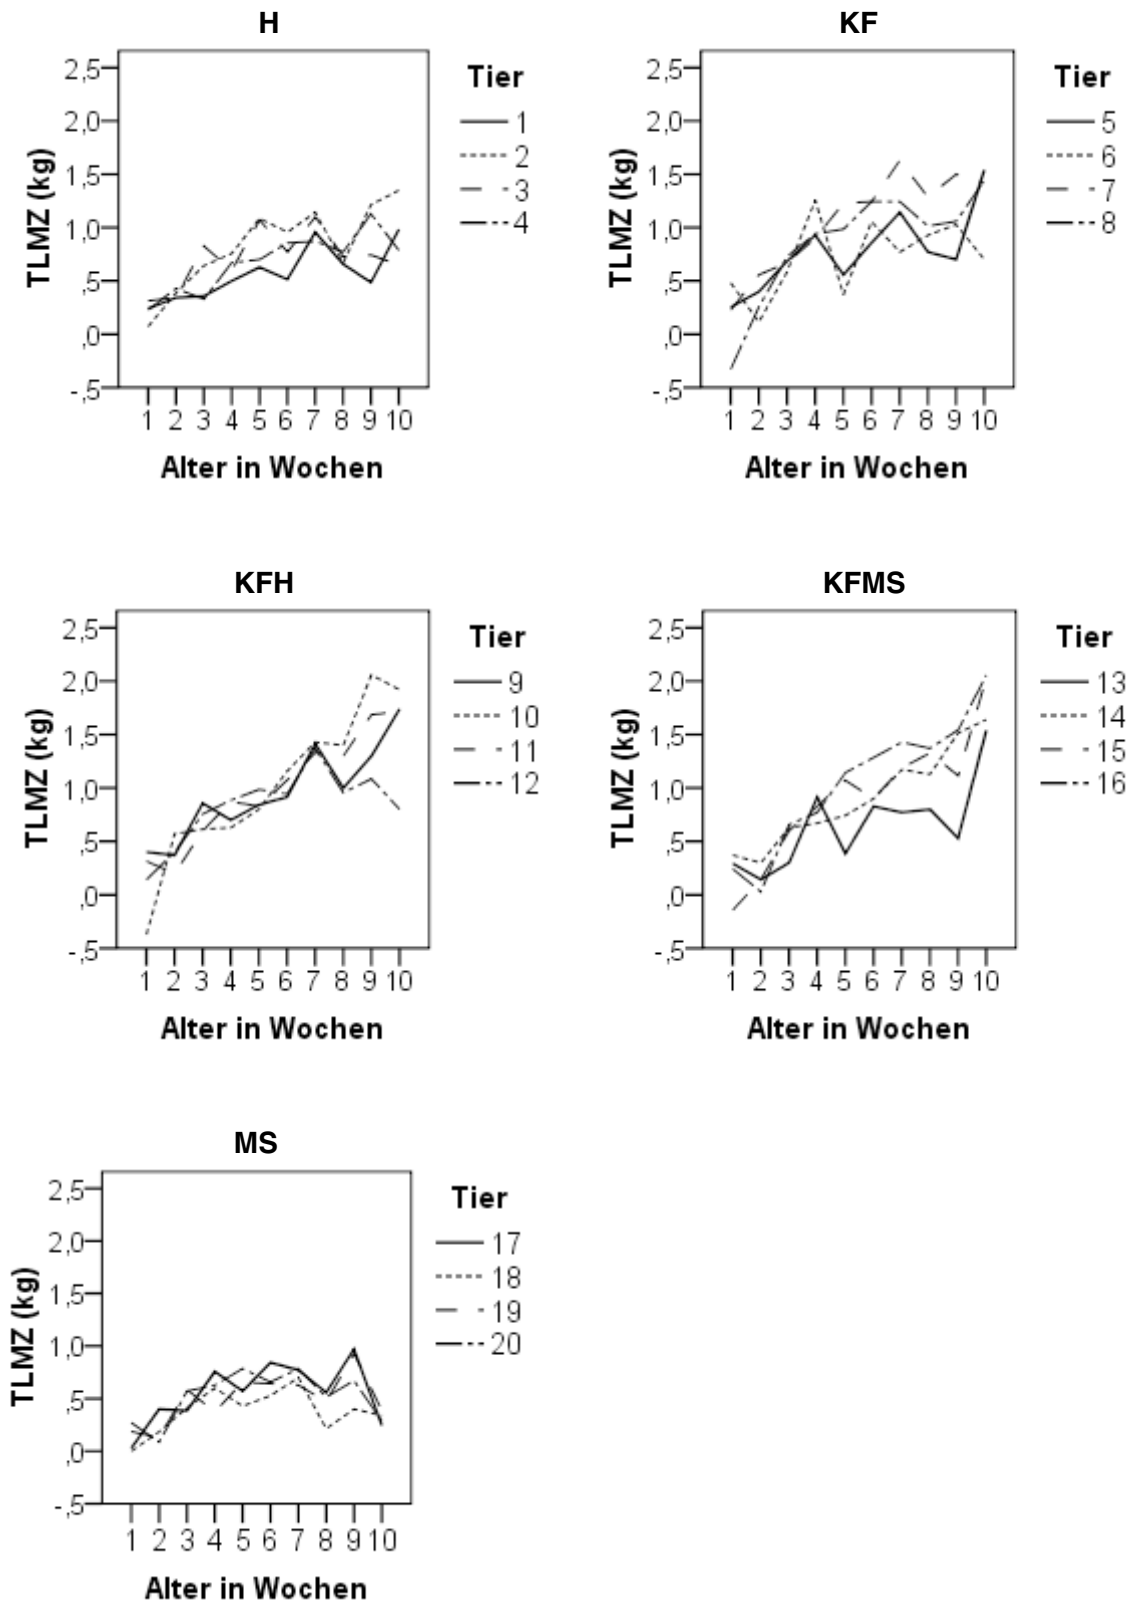 H
TLMZ (kg)
2,5
2,0
1,5
1,0
,5
,0
-,5
1 2 3 4 5 6 7 8 9 10
Alter in Wochen
Tier
1
2
3
4
KF
TLMZ (kg)
2,5
2,0
1,5
1,0
,5
,0
-,5
1 2 3 4 5 6 7 8 9 10
Alter in Wochen
Tier
5
6
7
8
KFH
TLMZ (kg)
2,5
2,0
1,5
1,0
,5
,0
-,5
1 2 3 4 5 6 7 8 9 10
Alter in Wochen
Tier
9
10
11
12
KFMS
TLMZ (kg)
2,5
2,0
1,5
1,0
,5
,0
-,5
1 2 3 4 5 6 7 8 9 10
Alter in Wochen
Tier
13
14
15
16
MS
TLMZ (kg)
2,5
2,0
1,5
1,0
,5
,0
-,5
1 2 3 4 5 6 7 8 9 10
Alter in Wochen
Tier
17
18
19
20